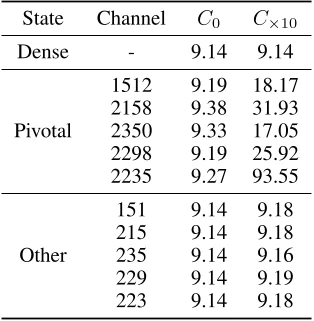 State Channel C₀ C×10
Dense - 9.14 9.14
1512 9.19 18.17
2158 9.38 31.93
Pivotal 2350 9.33 17.05
2298 9.19 25.92
2235 9.27 93.55
151 9.14 9.18
215 9.14 9.18
Other 235 9.14 9.16
229 9.14 9.19
223 9.14 9.18